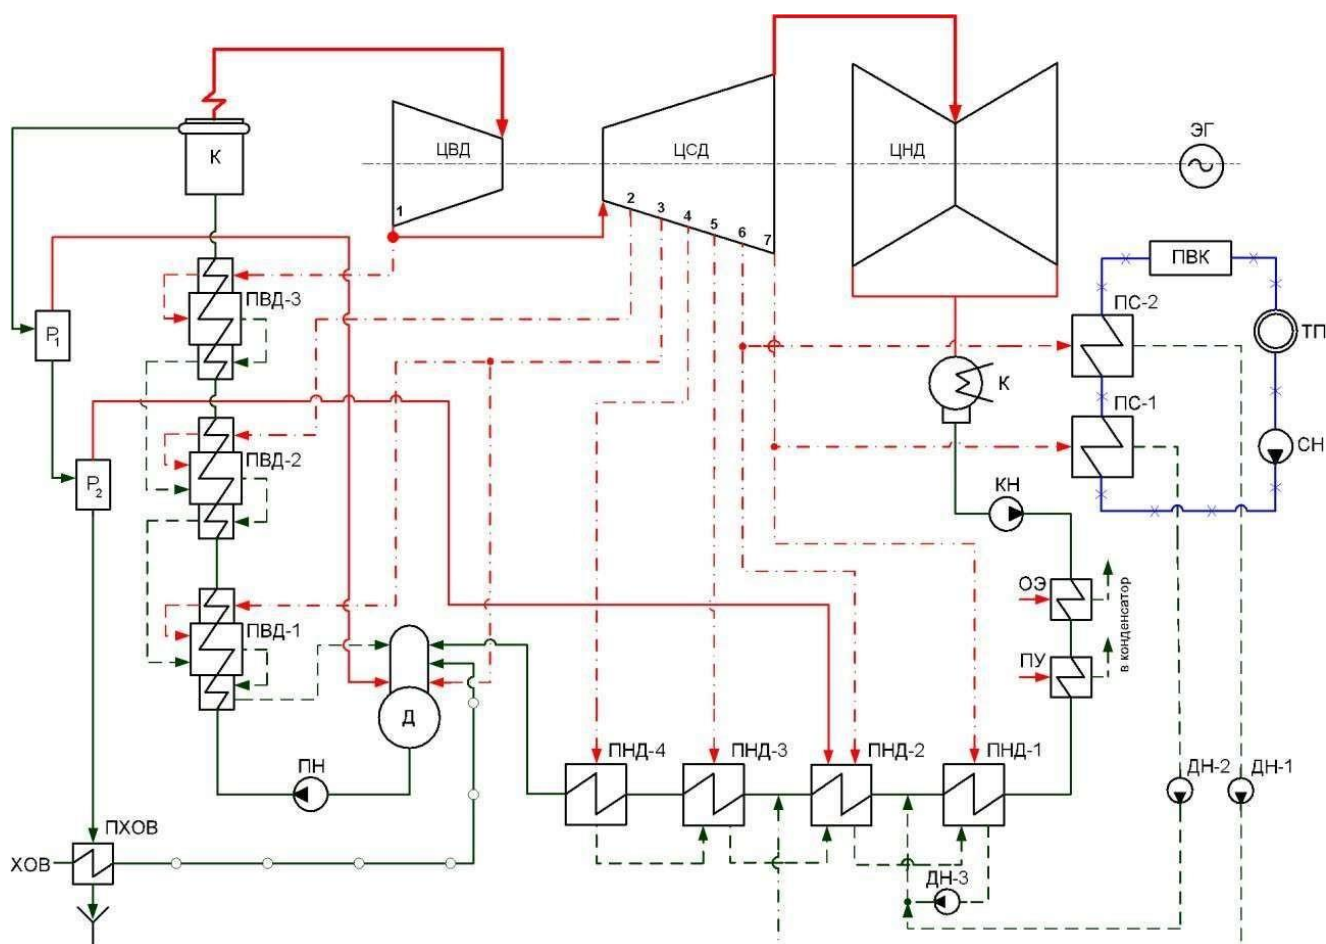 ЭГ
К
ЦВД
ЦСД
ЦНД
1
2
3
4
5
6
7
ПВК
ПВД-3
ПС-2
P1
ТП
К
ПС-1
ПВД-2
СН
P2
КН
ОЭ
ПВД-1
ПУ
в конденсатор
Д
ПНД-4
ПНД-3
ПНД-2
ПНД-1
ДН-2
ДН-1
ПН
ПХОВ
ХОВ
ДН-3